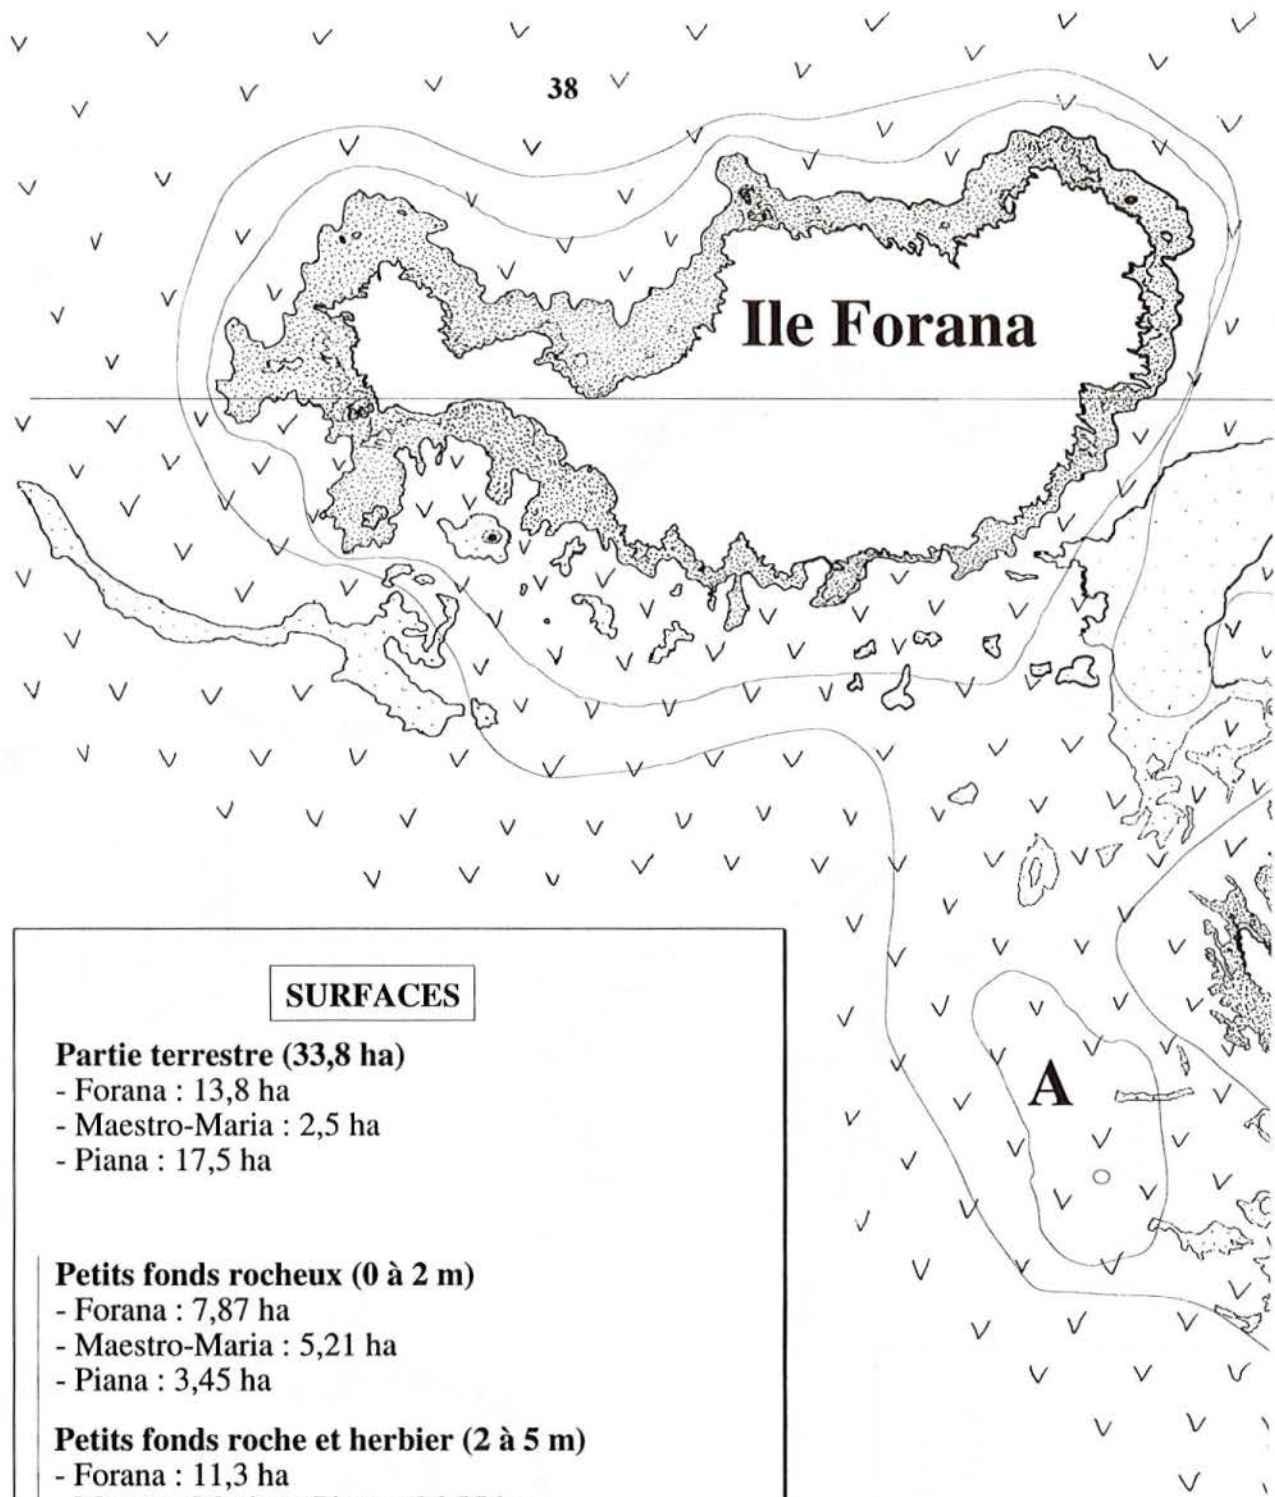 38
Ile Forana
A
SURFACES
Partie terrestre (33,8 ha)
- Forana : 13,8 ha
- Maestro-Maria : 2,5 ha
- Piana : 17,5 ha
Petits fonds rocheux (0 à 2 m)
- Forana : 7,87 ha
- Maestro-Maria : 5,21 ha
- Piana : 3,45 ha
Petits fonds roche et herbier (2 à 5 m)
- Forana : 11,3 ha